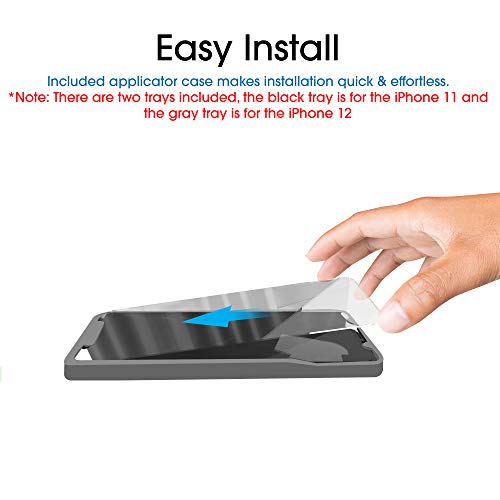 Easy Install
Included applicator case makes installation quick & effortless.
*Note: There are two trays included, the black tray is for the iPhone 11 and
the gray tray is for the iPhone 12